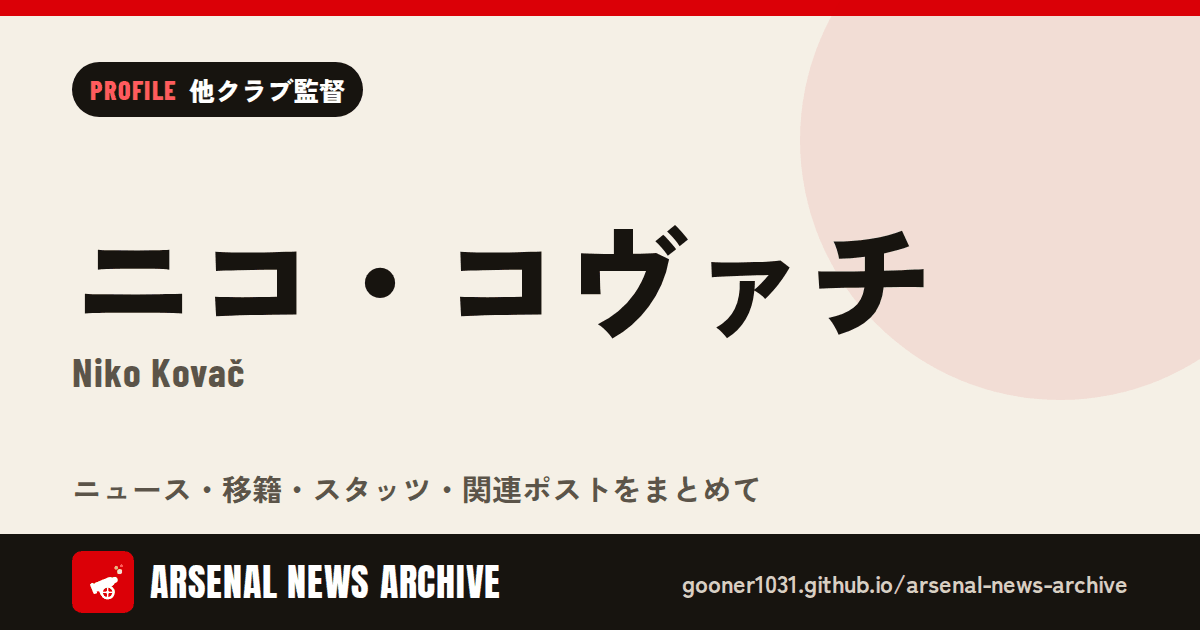 PROFILE 他クラブ監督
ニコ・コヴァチ
Niko Kovač
ニュース・移籍・スタッツ・関連ポストをまとめて
ARSENAL NEWS ARCHIVE
gooner1031.github.io/arsenal-news-archive